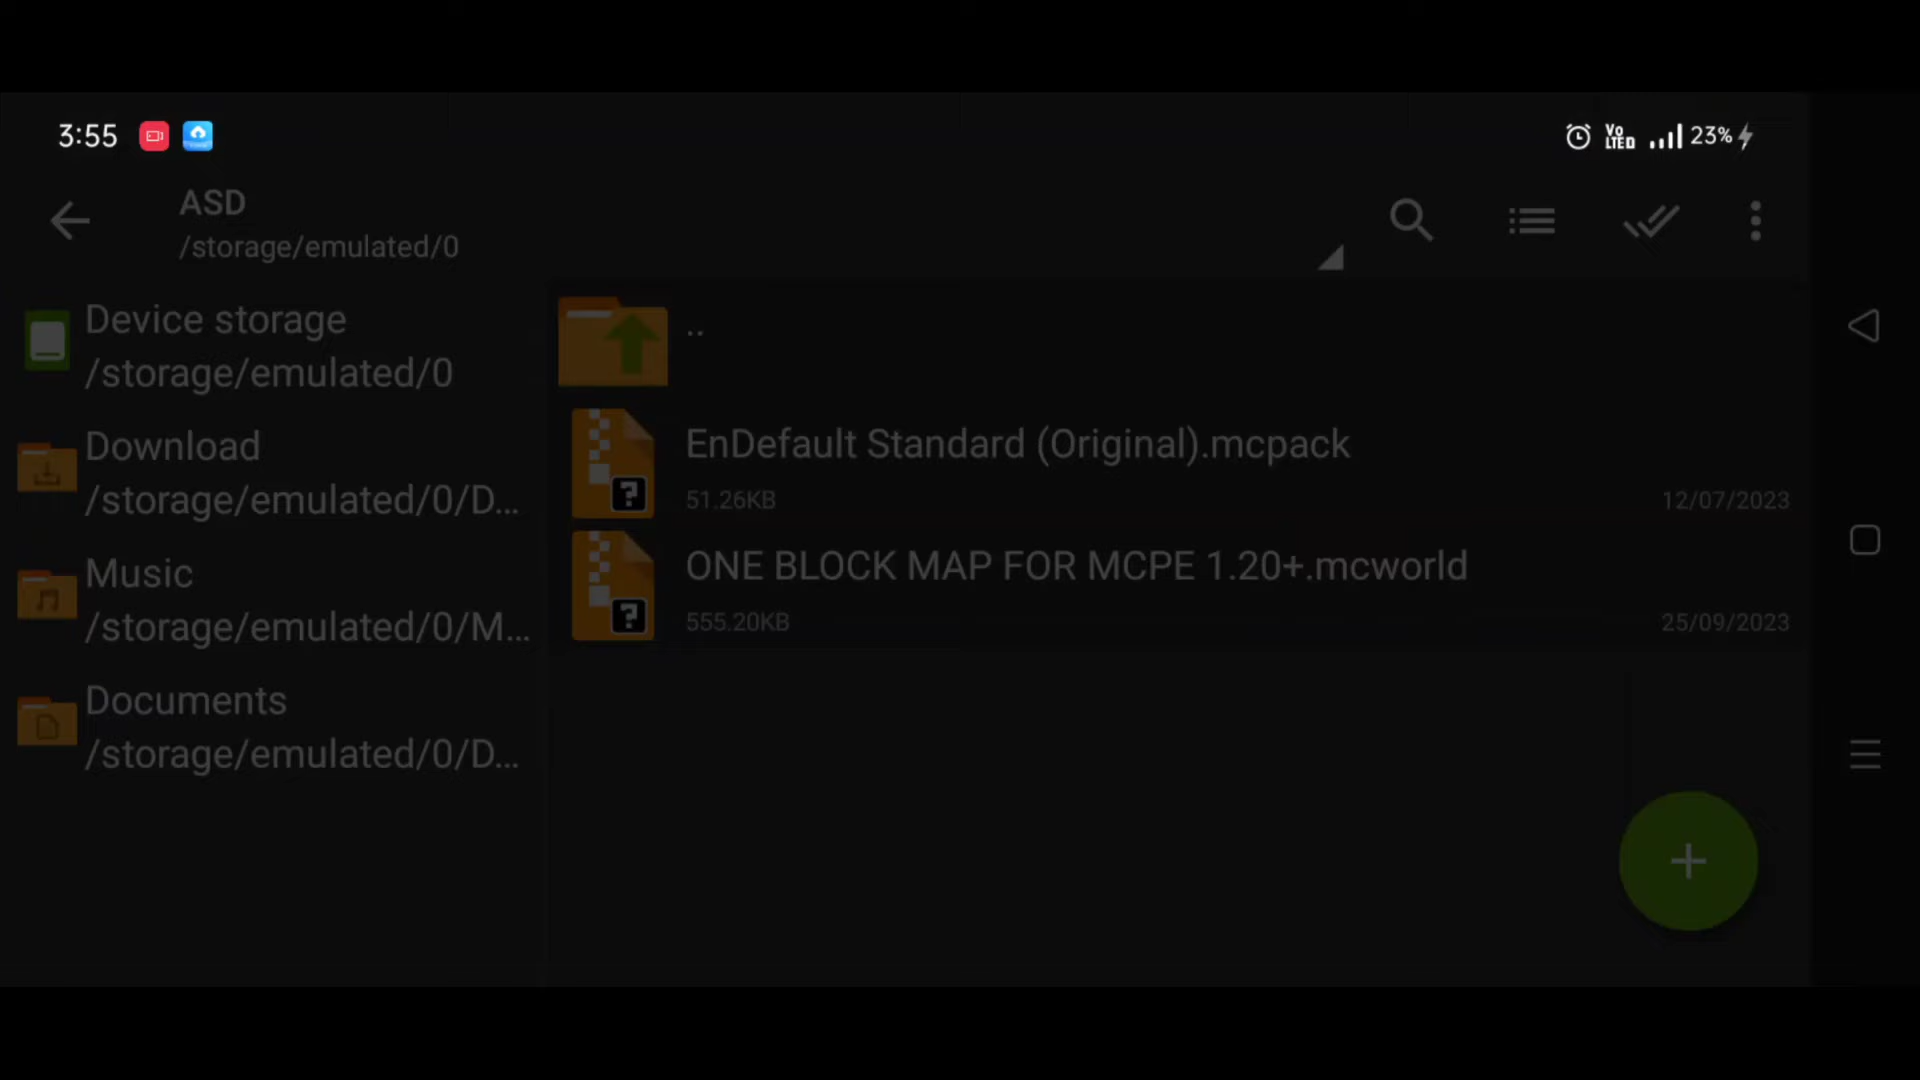 3:55
Vo LTE 23%
ASD
/storage/emulated/0
Device storage
/storage/emulated/0
Download
/storage/emulated/0/D...
Music
/storage/emulated/0/M...
Documents
/storage/emulated/0/D...
..
EnDefault Standard (Original).mcpack
51.26KB 12/07/2023
ONE BLOCK MAP FOR MCPE 1.20+.mcworld
555.20KB 25/09/2023